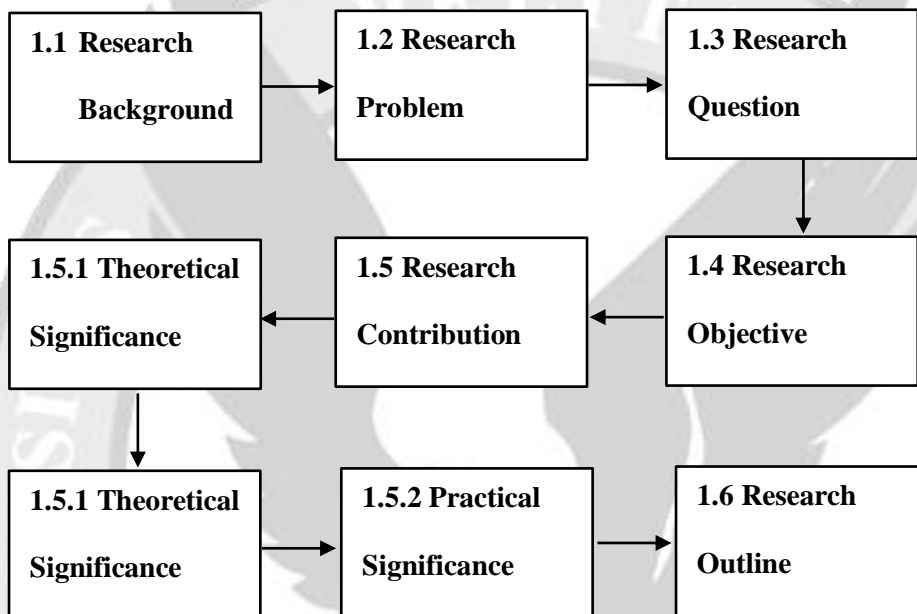 1.1 Research
Background
1.2 Research
Problem
1.3 Research
Question
1.4 Research
Objective
1.5 Research
Contribution
1.5.1 Theoretical
Significance
1.5.1 Theoretical
Significance
1.5.2 Practical
Significance
1.6 Research
Outline